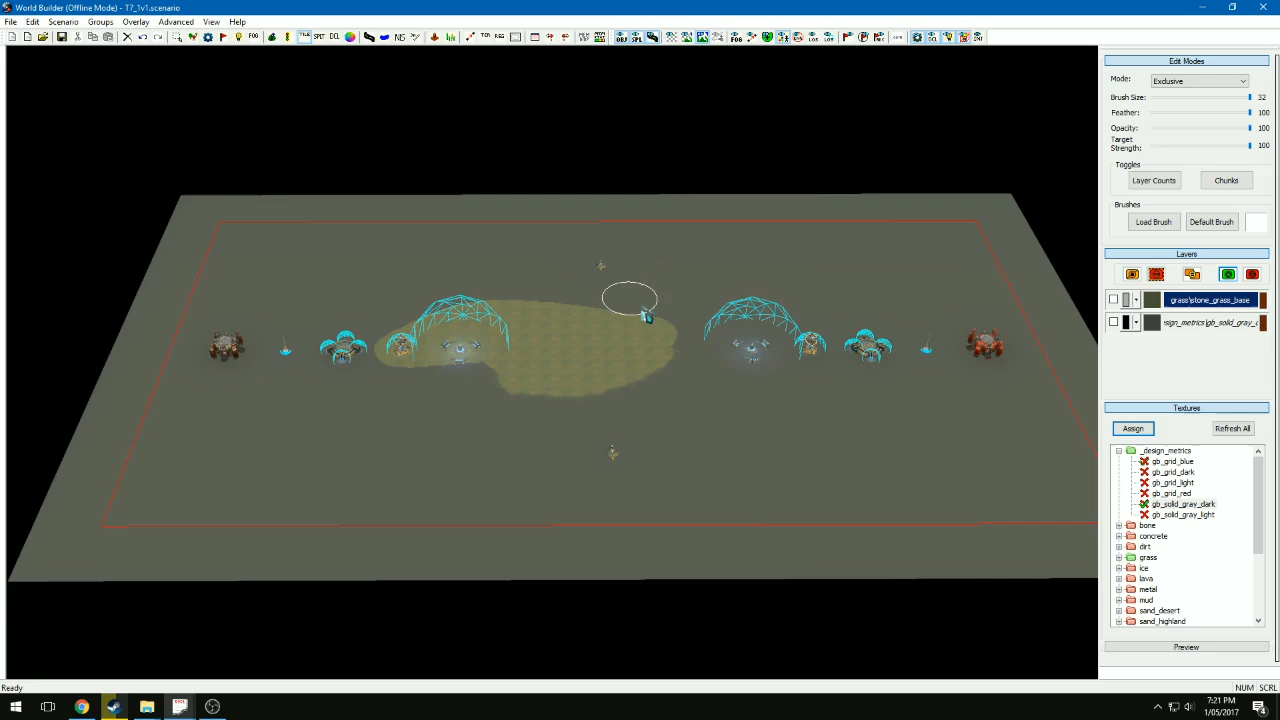 World Builder (Offline Mode) - T7_1v1.scenario
File Edit Scenario Groups Overlay Advanced View Help
Edit Modes
Mode: Exclusive
Brush Size: 32
Feather: 100
Opacity: 100
Target Strength: 100
Toggles
Layer Counts Chunks
Brushes
Load Brush Default Brush
Layers
grass\stone_grass_base
sign_metrics\gb_solid_gray_c
Textures
Assign Refresh All
_design_metrics
gb_grid_blue
gb_grid_dark
gb_grid_light
gb_grid_red
gb_solid_gray_dark
gb_solid_gray_light
bone
concrete
dirt
grass
ice
lava
metal
mud
sand_desert
sand_highland
Preview
Ready NUM SCRL
7:21 PM
1/05/2017